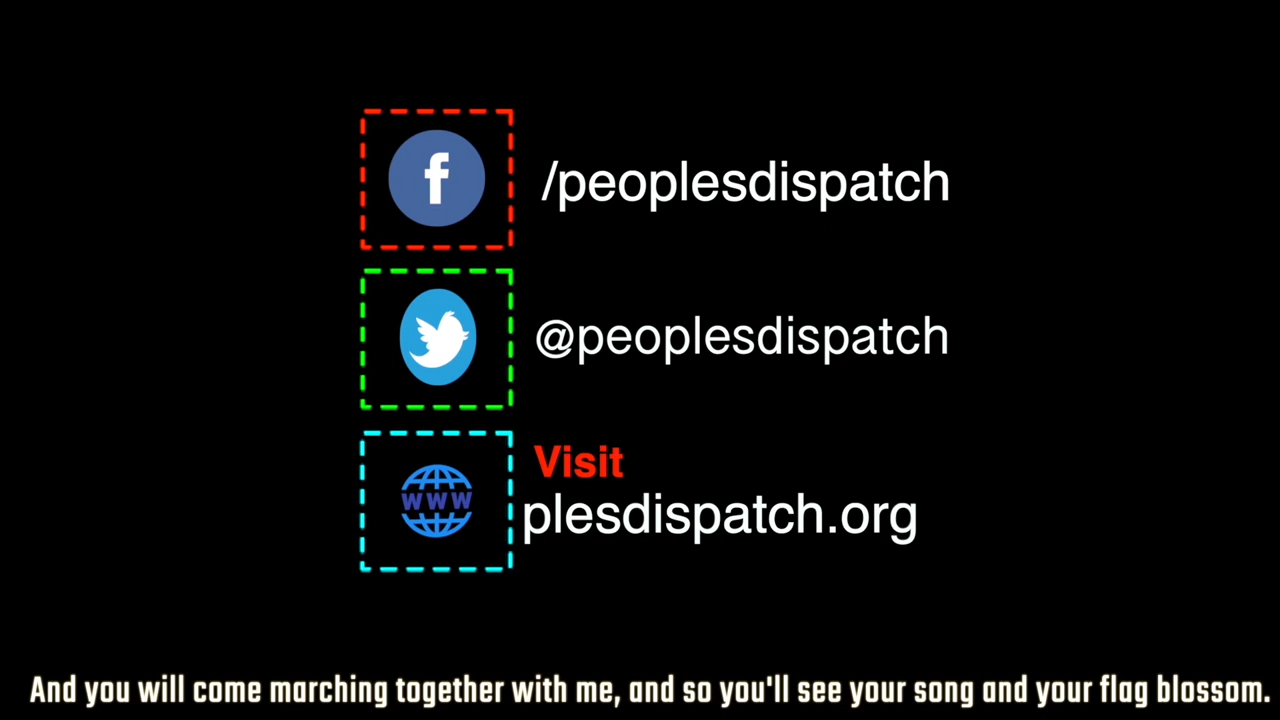 f
/peoplesdispatch
@peoplesdispatch
Visit
www
plesdispatch.org
And you will come marching together with me, and so you'll see your song and your flag blossom.